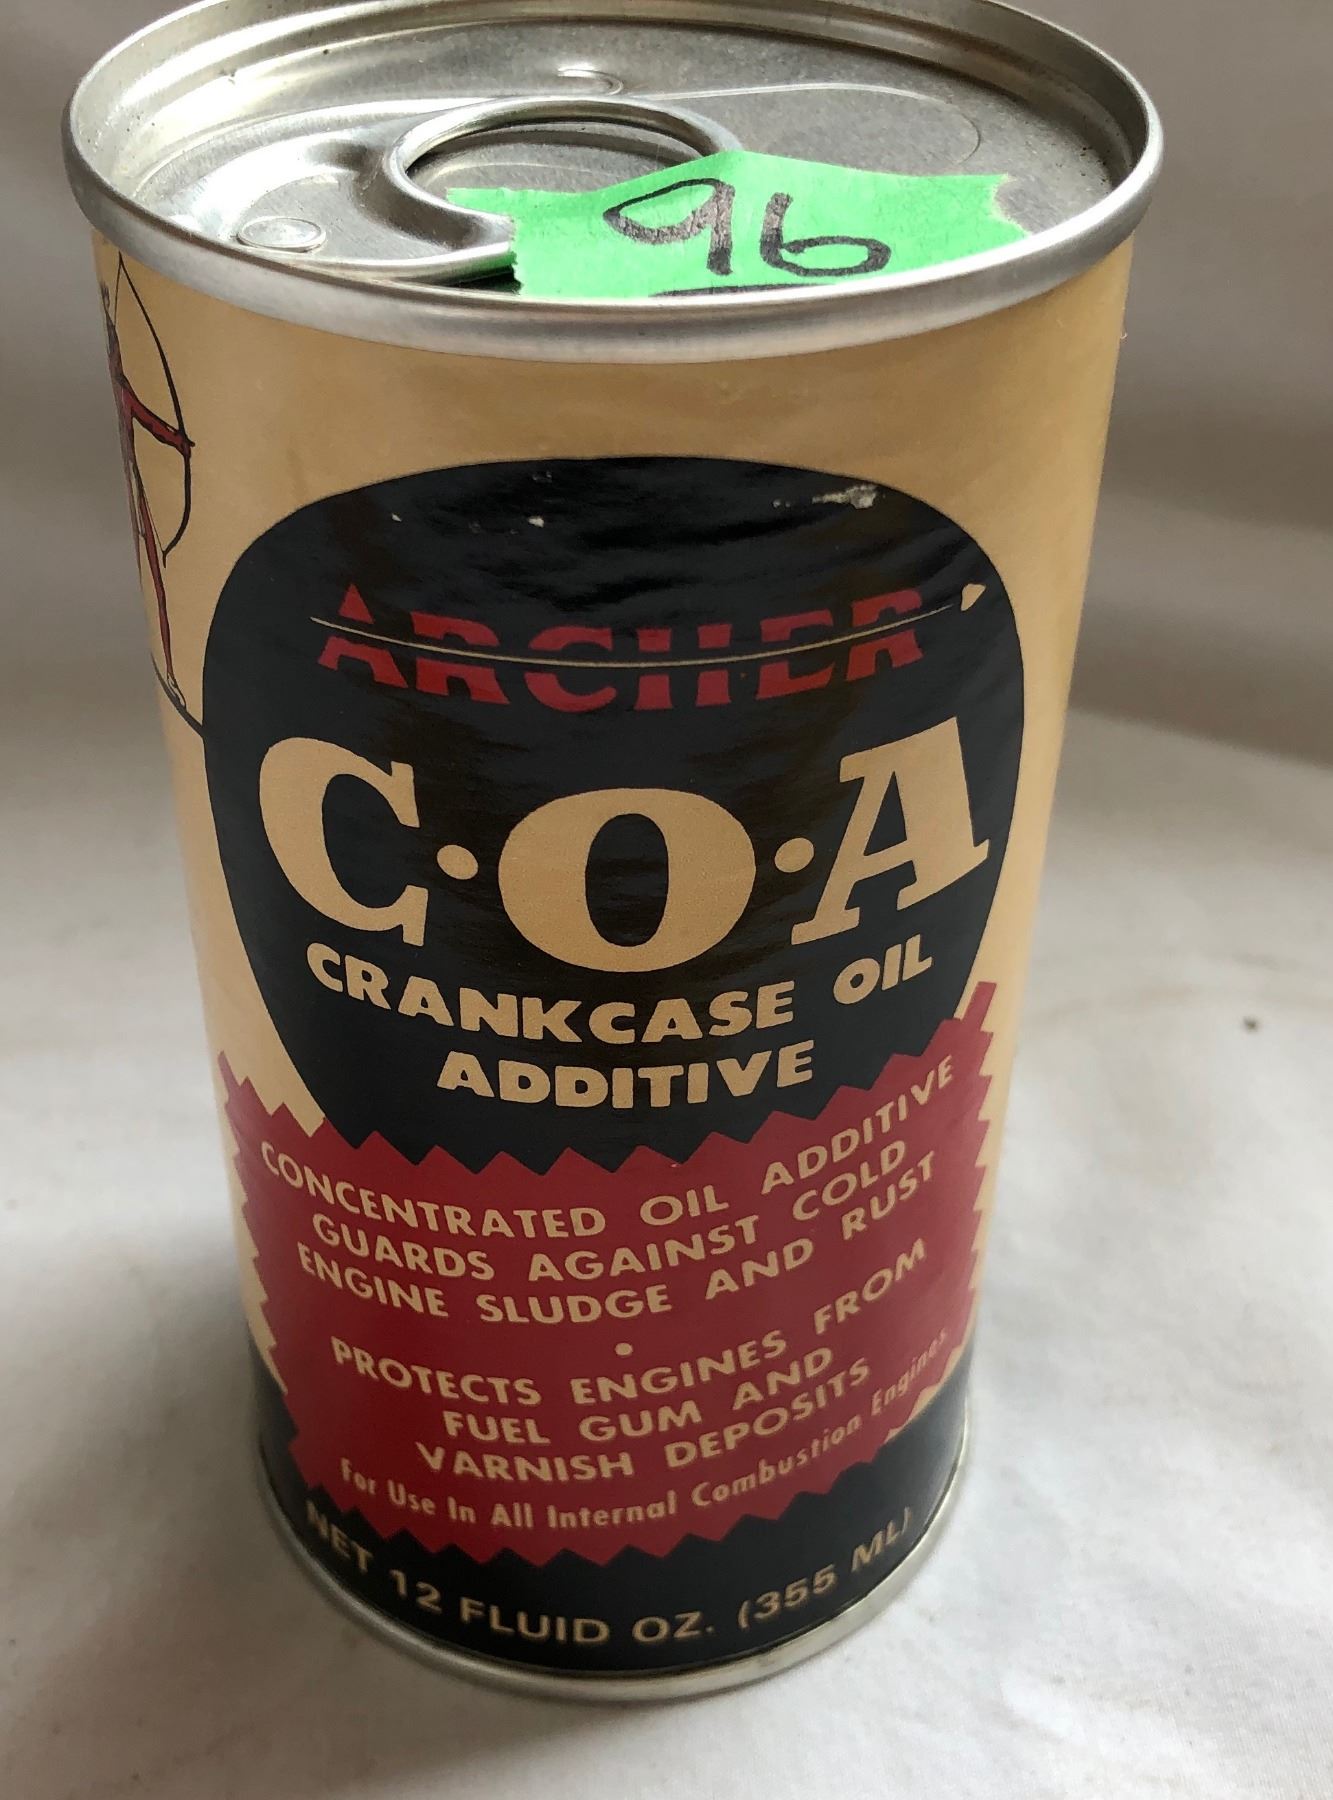 96
ARCHER
C·O·A
CRANKCASE OIL
ADDITIVE
CONCENTRATED OIL ADDITIVE
GUARDS AGAINST COLD
ENGINE SLUDGE AND RUST
•
PROTECTS ENGINES FROM
FUEL GUM AND
VARNISH DEPOSITS
For Use In All Internal Combustion Engines
NET 12 FLUID OZ. (355 ML)